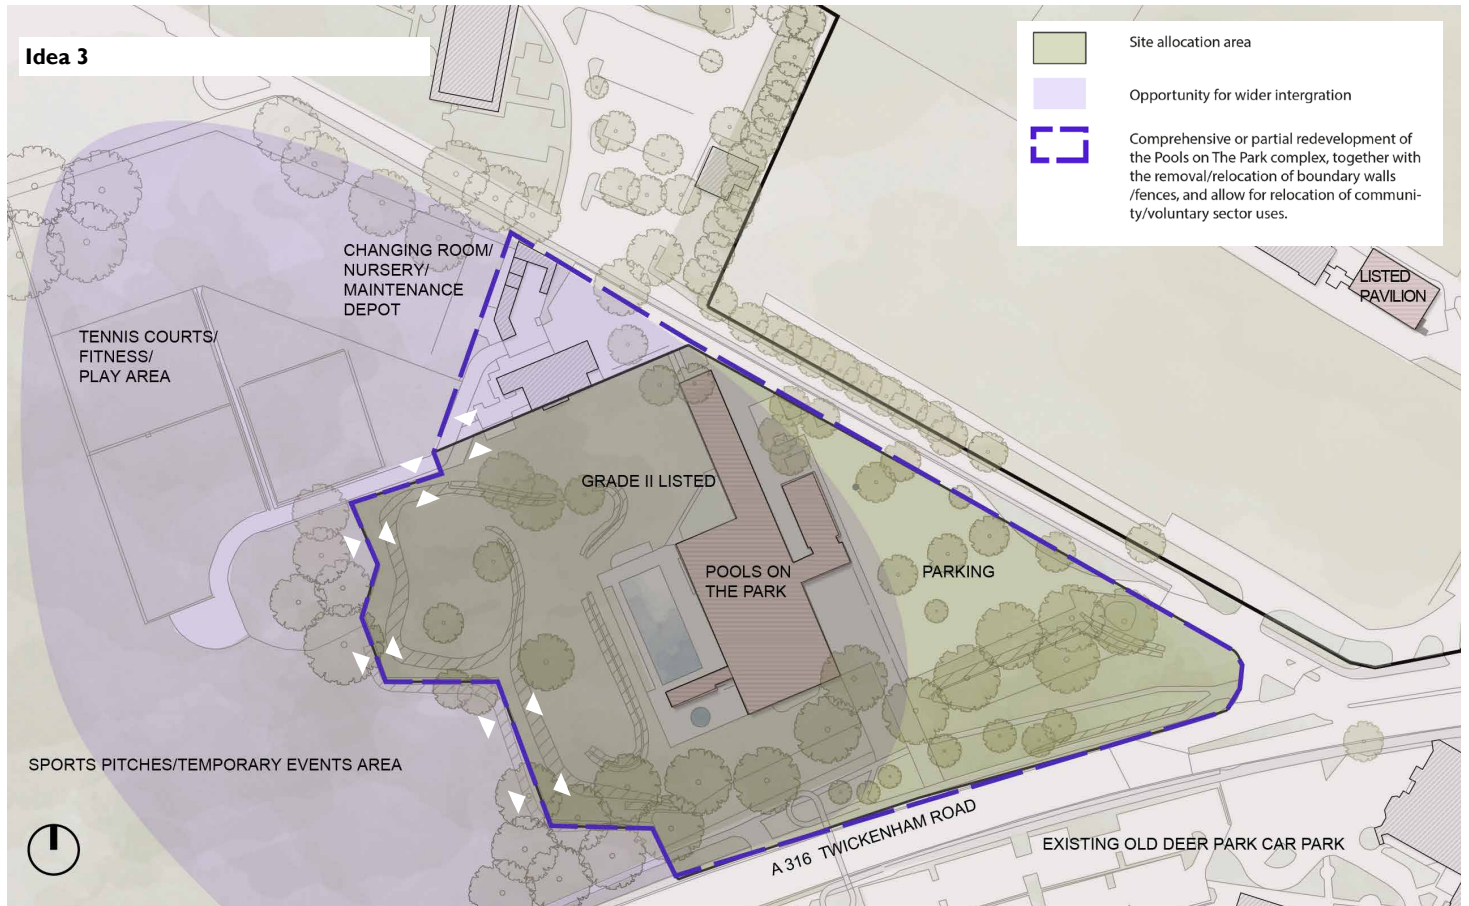 Idea 3
Site allocation area
Opportunity for wider intergration
Comprehensive or partial redevelopment of
the Pools on The Park complex, together with
the removal/relocation of boundary walls
/fences, and allow for relocation of communi-
ty/voluntary sector uses.
CHANGING ROOM/
NURSERY/
MAINTENANCE
DEPOT
LISTED
PAVILION
TENNIS COURTS/
FITNESS/
PLAY AREA
GRADE II LISTED
POOLS ON
THE PARK
PARKING
SPORTS PITCHES/TEMPORARY EVENTS AREA
A 316 TWICKENHAM ROAD
EXISTING OLD DEER PARK CAR PARK